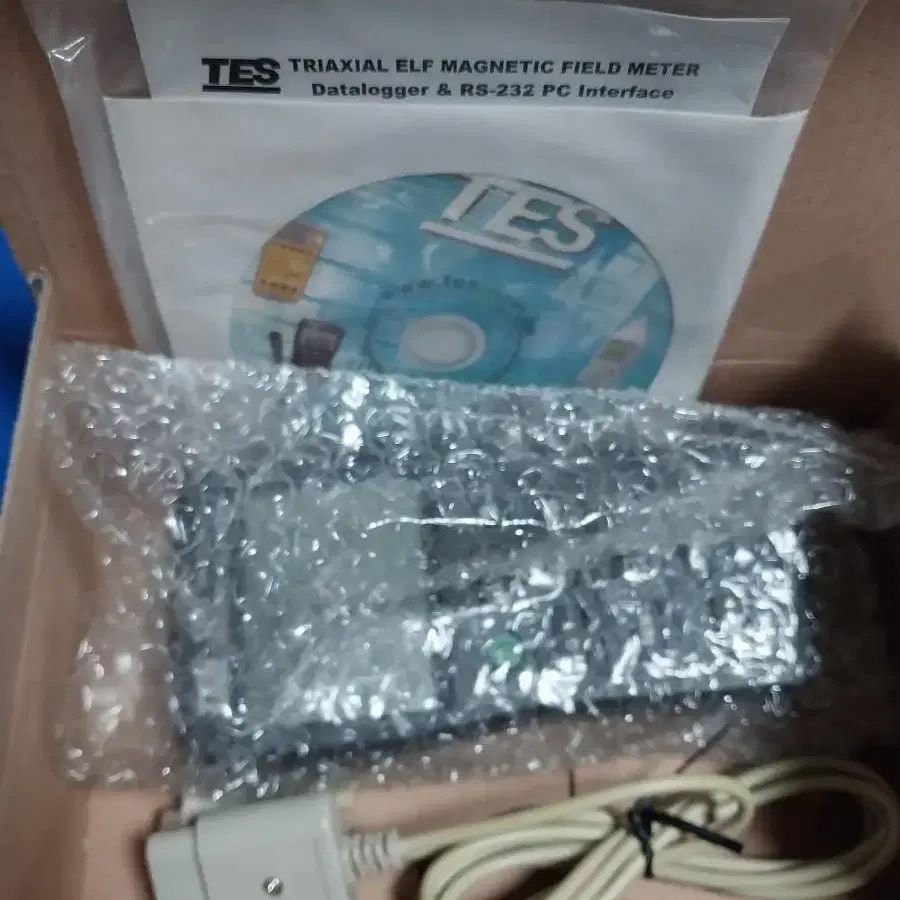 TES TRIAXIAL ELF MAGNETIC FIELD METER
Datalogger & RS-232 PC Interface
TES